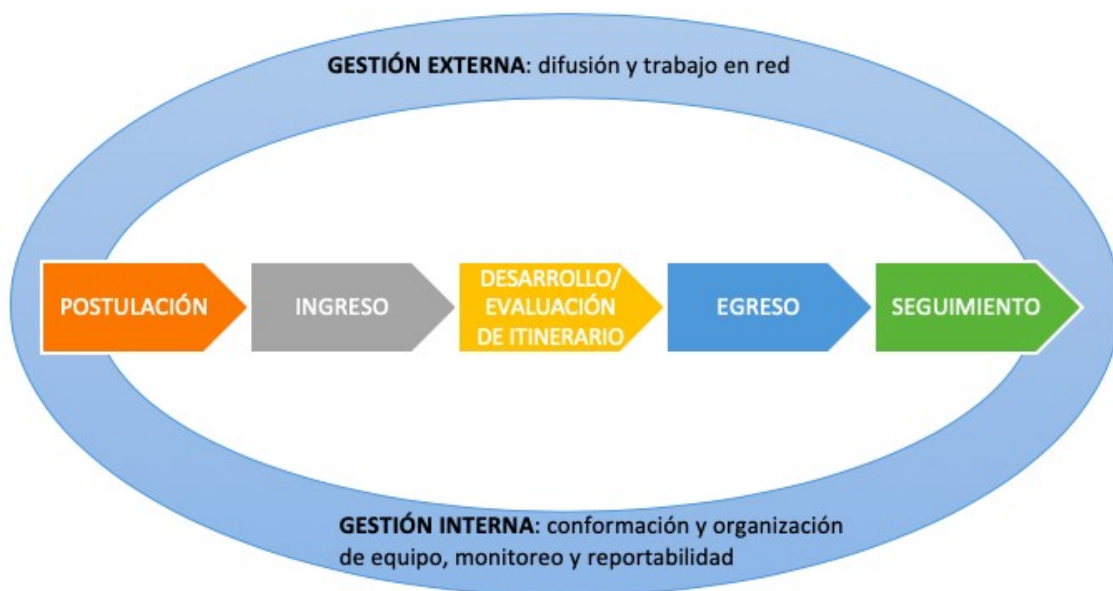 GESTIÓN EXTERNA: difusión y trabajo en red
POSTULACIÓN
INGRESO
DESARROLLO/
EVALUACIÓN
DE ITINERARIO
EGRESO
SEGUIMIENTO
GESTIÓN INTERNA: conformación y organización
de equipo, monitoreo y reportabilidad